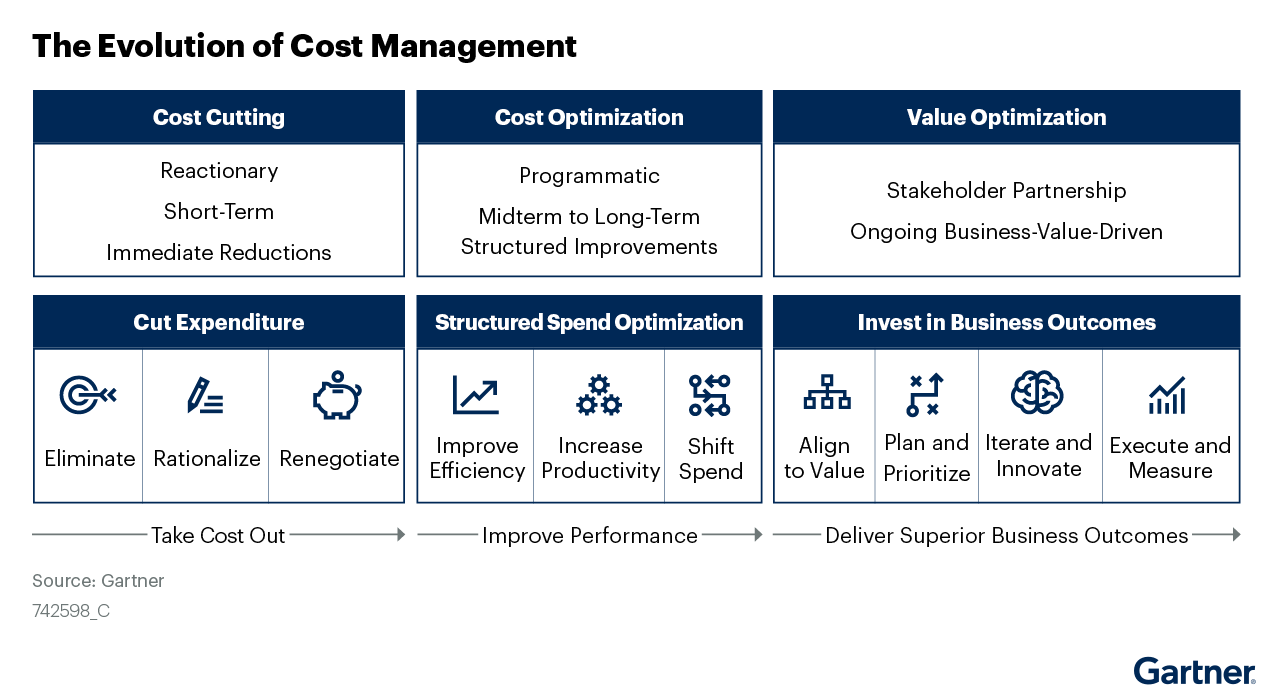 The Evolution of Cost Management
Cost Cutting
Reactionary
Short-Term
Immediate Reductions
Cost Optimization
Programmatic
Midterm to Long-Term
Structured Improvements
Value Optimization
Stakeholder Partnership
Ongoing Business-Value-Driven
Cut Expenditure
Eliminate
Rationalize
Renegotiate
Structured Spend Optimization
Improve
Efficiency
Increase
Productivity
Shift
Spend
Invest in Business Outcomes
Align
to Value
Plan and
Prioritize
Iterate and
Innovate
Execute and
Measure
Take Cost Out
Improve Performance
Deliver Superior Business Outcomes
Source: Gartner
742598_C
Gartner®